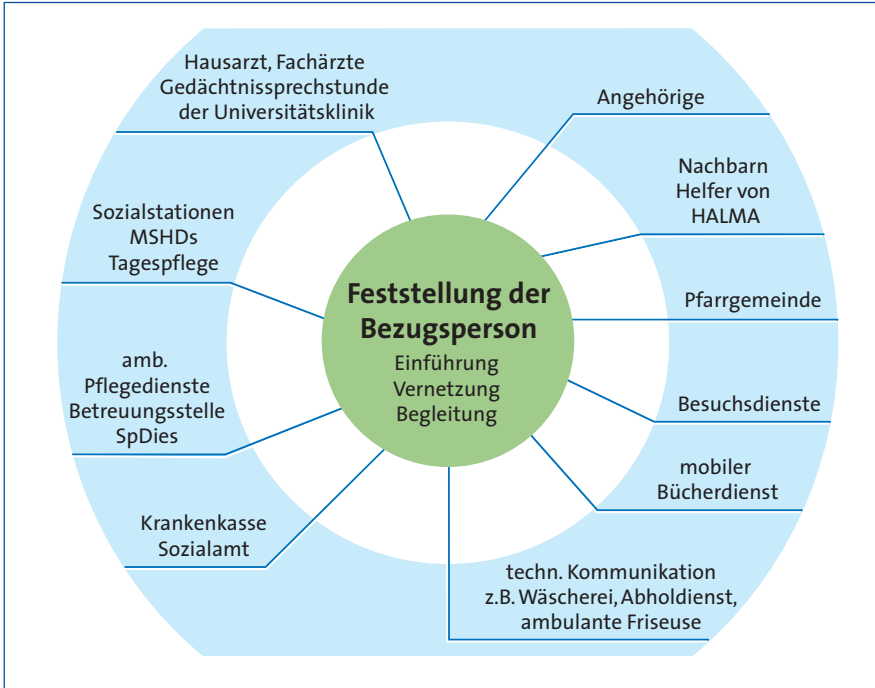 Hausarzt, Fachärzte
Gedächtnissprechstunde
der Universitätsklinik
Angehörige
Nachbarn
Helfer von
HALMA
Sozialstationen
MSHDs
Tagespflege
Feststellung der
Bezugsperson
Einführung
Vernetzung
Begleitung
Pfarrgemeinde
amb.
Pflegedienste
Betreuungsstelle
SpDies
Besuchsdienste
mobiler
Bücherdienst
Krankenkasse
Sozialamt
techn. Kommunikation
z.B. Wäscherei, Abholdienst,
ambulante Friseuse